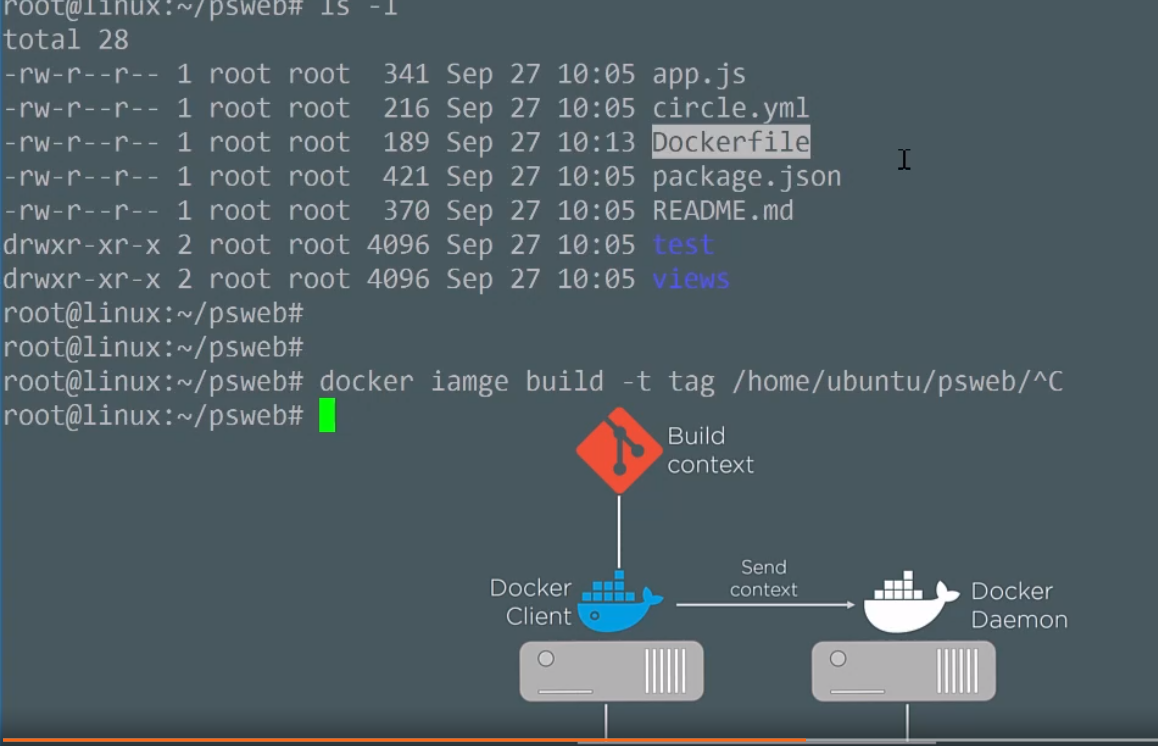 root@linux:~/psweb# ls -l
total 28
-rw-r--r-- 1 root root  341 Sep 27 10:05 app.js
-rw-r--r-- 1 root root  216 Sep 27 10:05 circle.yml
-rw-r--r-- 1 root root  189 Sep 27 10:13 Dockerfile
-rw-r--r-- 1 root root  421 Sep 27 10:05 package.json
-rw-r--r-- 1 root root  370 Sep 27 10:05 README.md
drwxr-xr-x 2 root root 4096 Sep 27 10:05 test
drwxr-xr-x 2 root root 4096 Sep 27 10:05 views
root@linux:~/psweb#
root@linux:~/psweb#
root@linux:~/psweb# docker iamge build -t tag /home/ubuntu/psweb/^C
root@linux:~/psweb#
Build
context
Docker
Client
Send
context
Docker
Daemon